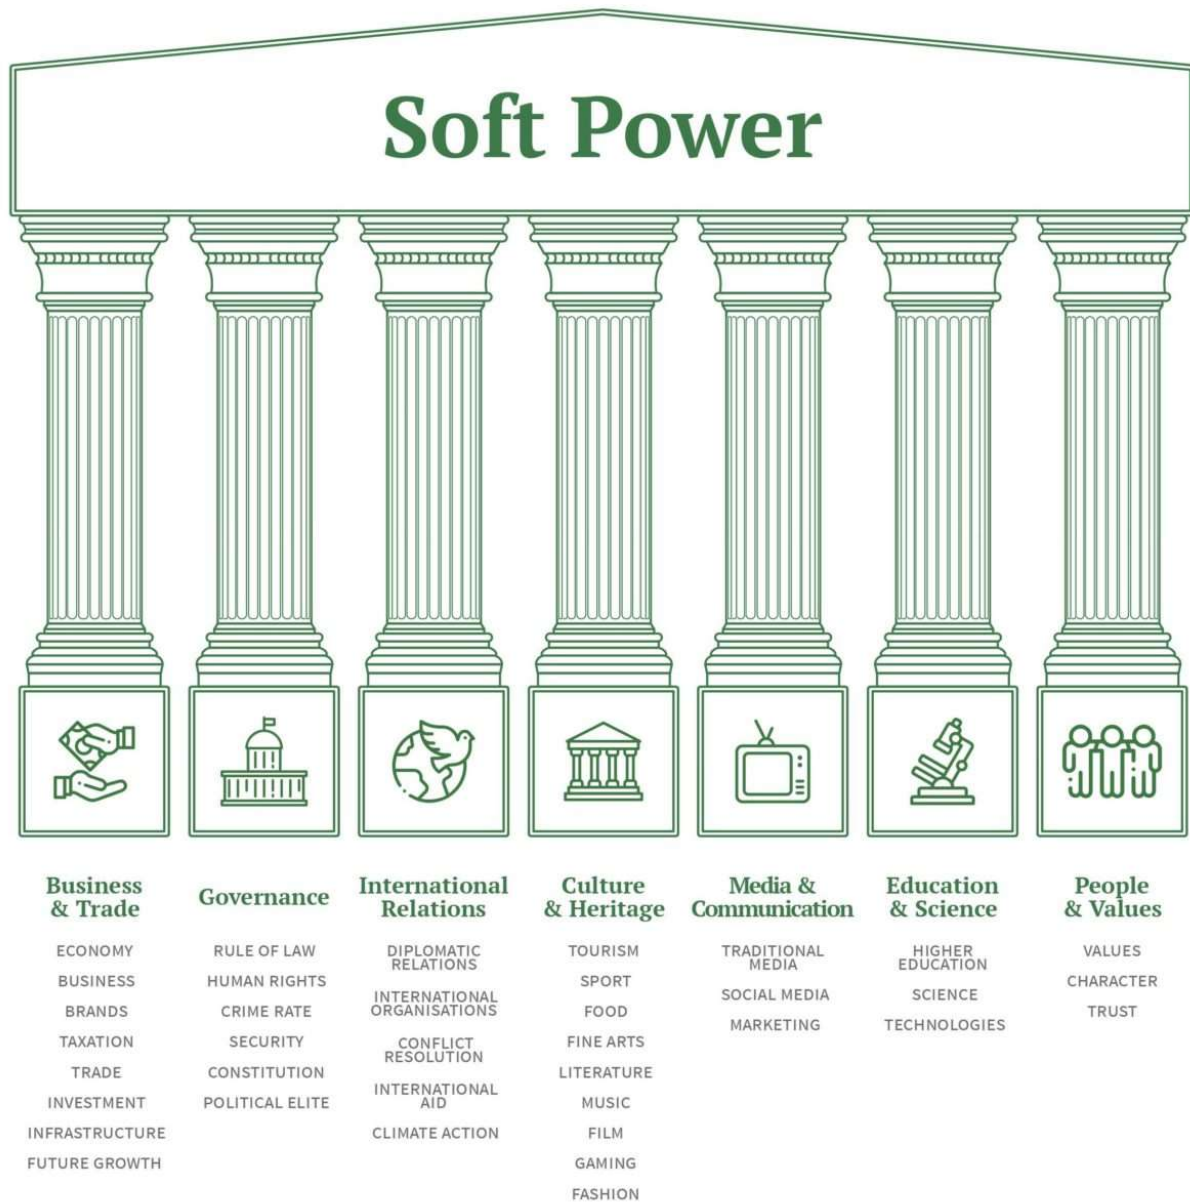 Soft Power
Business
& Trade
ECONOMY
BUSINESS
BRANDS
TAXATION
TRADE
INVESTMENT
INFRASTRUCTURE
FUTURE GROWTH
Governance
RULE OF LAW
HUMAN RIGHTS
CRIME RATE
SECURITY
CONSTITUTION
POLITICAL ELITE
International
Relations
DIPLOMATIC
RELATIONS
INTERNATIONAL
ORGANISATIONS
CONFLICT
RESOLUTION
INTERNATIONAL
AID
CLIMATE ACTION
Culture
& Heritage
TOURISM
SPORT
FOOD
FINE ARTS
LITERATURE
MUSIC
FILM
GAMING
FASHION
Media &
Communication
TRADITIONAL
MEDIA
SOCIAL MEDIA
MARKETING
Education
& Science
HIGHER
EDUCATION
SCIENCE
TECHNOLOGIES
People
& Values
VALUES
CHARACTER
TRUST